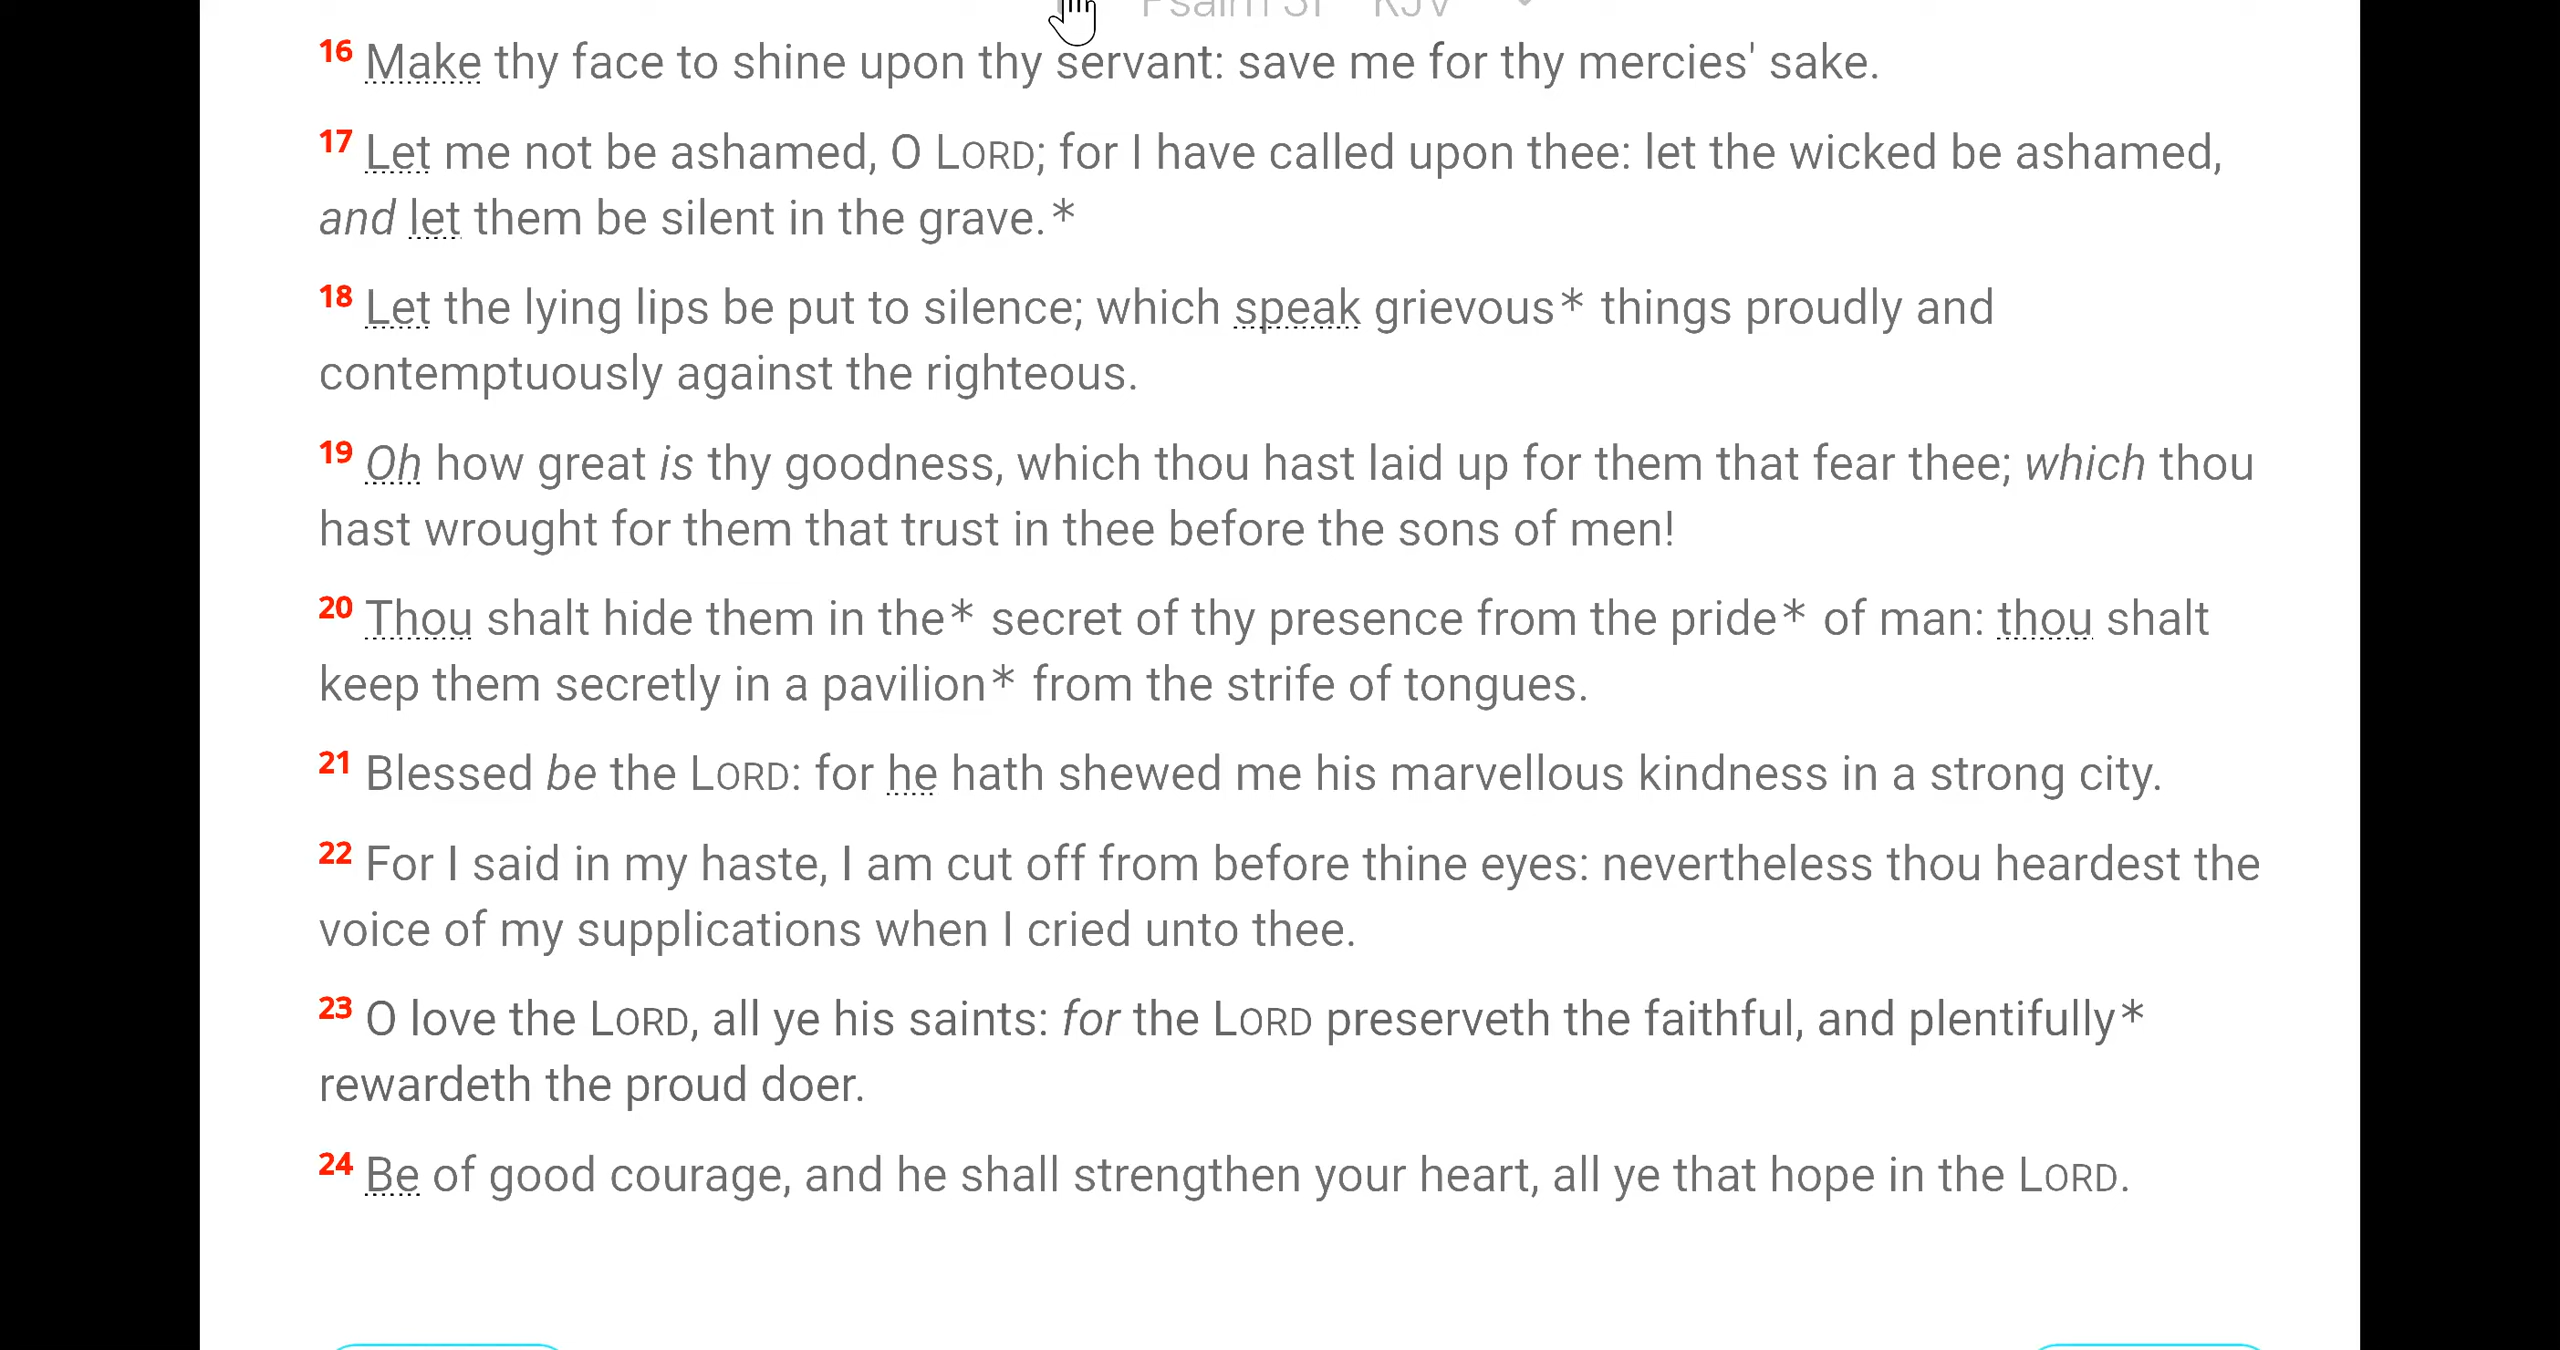 Psalm 31 KJV
16 Make thy face to shine upon thy servant: save me for thy mercies' sake.
17 Let me not be ashamed, O LORD; for I have called upon thee: let the wicked be ashamed,
and let them be silent in the grave.*
18 Let the lying lips be put to silence; which speak grievous* things proudly and
contemptuously against the righteous.
19 Oh how great is thy goodness, which thou hast laid up for them that fear thee; which thou
hast wrought for them that trust in thee before the sons of men!
20 Thou shalt hide them in the* secret of thy presence from the pride* of man: thou shalt
keep them secretly in a pavilion* from the strife of tongues.
21 Blessed be the LORD: for he hath shewed me his marvellous kindness in a strong city.
22 For I said in my haste, I am cut off from before thine eyes: nevertheless thou heardest the
voice of my supplications when I cried unto thee.
23 O love the LORD, all ye his saints: for the LORD preserveth the faithful, and plentifully*
rewardeth the proud doer.
24 Be of good courage, and he shall strengthen your heart, all ye that hope in the LORD.